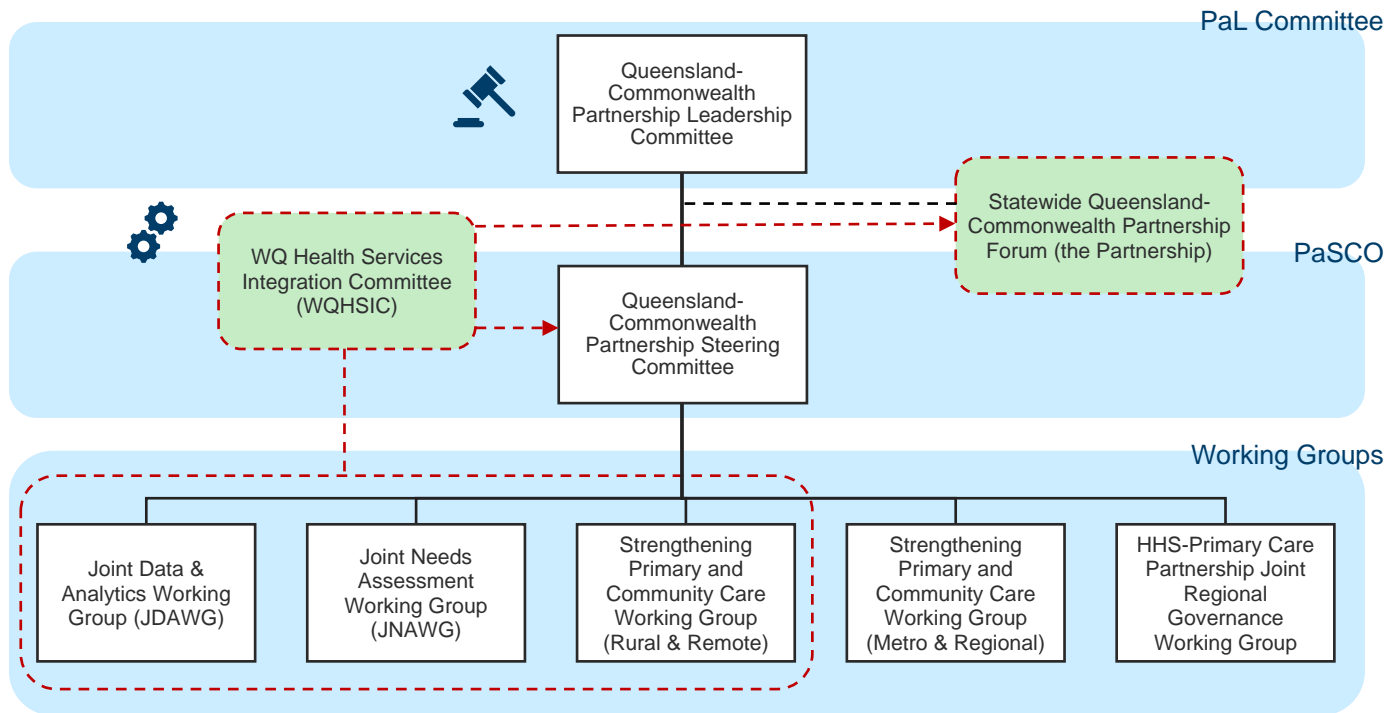 PaL Committee
Queensland-
Commonwealth
Partnership Leadership
Committee
Statewide Queensland-
Commonwealth Partnership
Forum (the Partnership)
WQ Health Services
Integration Committee
(WQHSIC)
PaSCO
Queensland-
Commonwealth
Partnership Steering
Committee
Working Groups
Joint Data &
Analytics Working
Group (JDAWG)
Joint Needs
Assessment
Working Group
(JNAWG)
Strengthening
Primary and
Community Care
Working Group
(Rural & Remote)
Strengthening
Primary and
Community Care
Working Group
(Metro & Regional)
HHS-Primary Care
Partnership Joint
Regional
Governance
Working Group